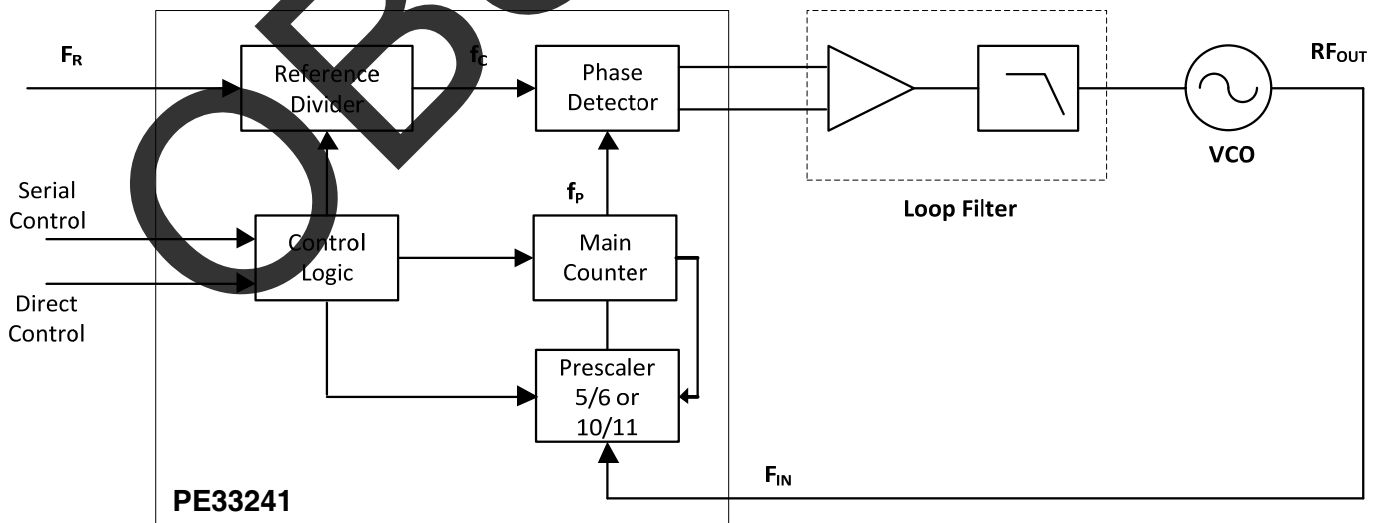 F_R
Reference
Divider
f_C
Phase
Detector
RF_OUT
VCO
Loop Filter
Serial
Control
Direct
Control
Control
Logic
f_P
Main
Counter
Prescaler
5/6 or
10/11
F_IN
PE33241